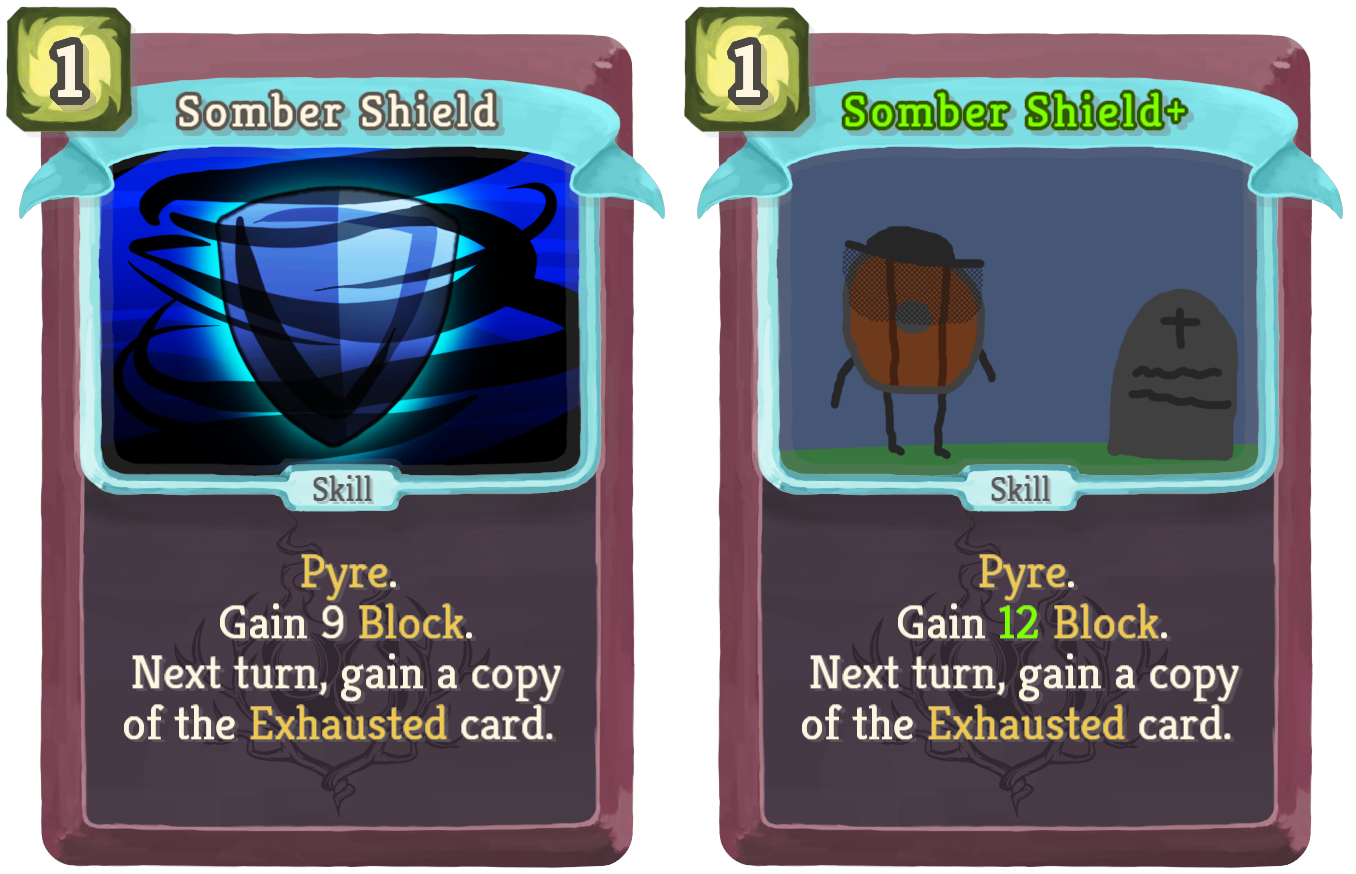 1
Somber Shield
Skill
Pyre.
Gain 9 Block.
Next turn, gain a copy
of the Exhausted card.
1
Somber Shield+
Skill
Pyre.
Gain 12 Block.
Next turn, gain a copy
of the Exhausted card.